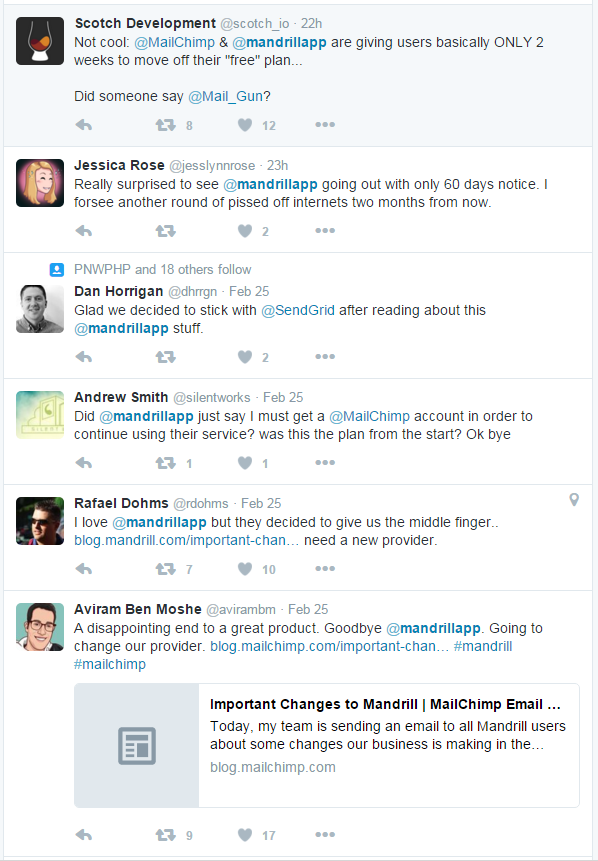 Scotch Development @scotch_io · 22h
Not cool: @MailChimp & @mandrillapp are giving users basically ONLY 2
weeks to move off their "free" plan...
Did someone say @Mail_Gun?
8 12
Jessica Rose @jesslynnrose · 23h
Really surprised to see @mandrillapp going out with only 60 days notice. I
forsee another round of pissed off internets two months from now.
2
PNWPHP and 18 others follow
Dan Horrigan @dhrrgn · Feb 25
Glad we decided to stick with @SendGrid after reading about this
@mandrillapp stuff.
2
Andrew Smith @silentworks · Feb 25
Did @mandrillapp just say I must get a @MailChimp account in order to
continue using their service? was this the plan from the start? Ok bye
1 1
Rafael Dohms @rdohms · Feb 25
I love @mandrillapp but they decided to give us the middle finger..
blog.mandrill.com/important-chan... need a new provider.
7 10
Aviram Ben Moshe @avirambm · Feb 25
A disappointing end to a great product. Goodbye @mandrillapp. Going to
change our provider. blog.mailchimp.com/important-chan... #mandrill
#mailchimp
Important Changes to Mandrill | MailChimp Email ...
Today, my team is sending an email to all Mandrill users
about some changes our business is making in the...
blog.mailchimp.com
9 17